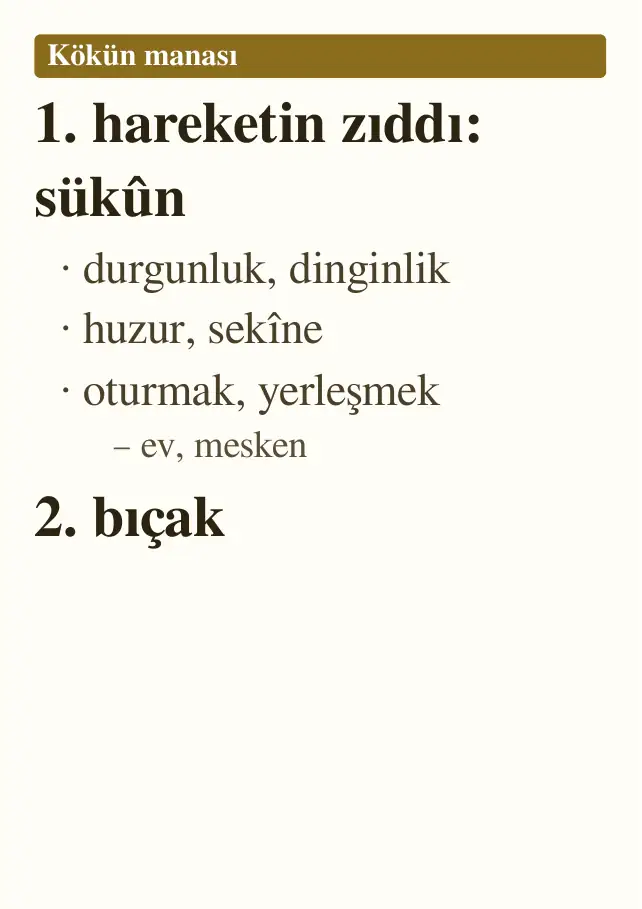 Kökün manası
1. hareketin zıddı:
sükûn
· durgunluk, dinginlik
· huzur, sekîne
· oturmak, yerleşmek
– ev, mesken
2. bıçak